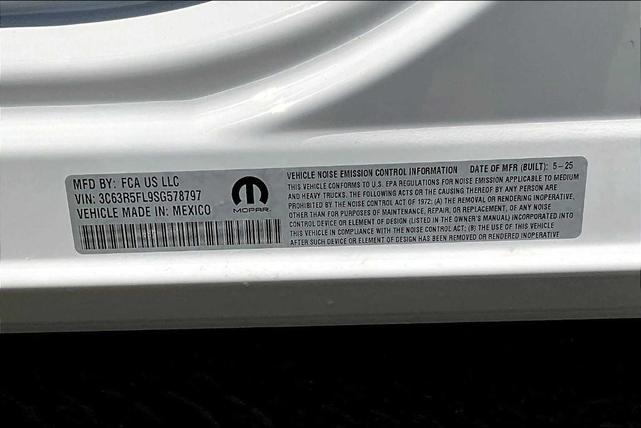 MFD BY: FCA US LLC
VIN: 3C63R5FL9SG578797
VEHICLE MADE IN: MEXICO
MOPAR
VEHICLE NOISE EMISSION CONTROL INFORMATION DATE OF MFR (BUILT): 5-25
THIS VEHICLE CONFORMS TO U.S. EPA REGULATIONS FOR NOISE EMISSION APPLICABLE TO MEDIUM
AND HEAVY TRUCKS. THE FOLLOWING ACTS OR THE CAUSING THEREOF BY ANY PERSON ARE
PROHIBITED BY THE NOISE CONTROL ACT OF 1972: (A) THE REMOVAL OR RENDERING INOPERATIVE,
OTHER THAN FOR PURPOSES OF MAINTENANCE, REPAIR, OR REPLACEMENT, OF ANY NOISE
CONTROL DEVICE OR ELEMENT OF DESIGN (LISTED IN THE OWNER'S MANUAL) INCORPORATED INTO
THIS VEHICLE IN COMPLIANCE WITH THE NOISE CONTROL ACT; (B) THE USE OF THIS VEHICLE
AFTER SUCH DEVICE OR ELEMENT OF DESIGN HAS BEEN REMOVED OR RENDERED INOPERATIVE